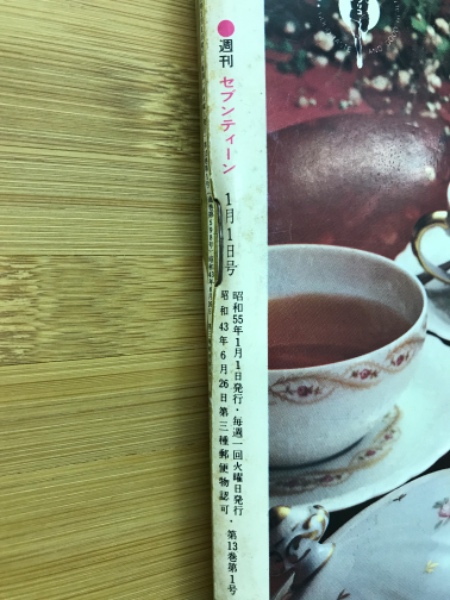 ●週刊 セブンティーン 1月1日号
昭和55年1月1日発行・毎週一回火曜日発行
昭和43年6月26日第三種郵便物認可・第13巻第1号